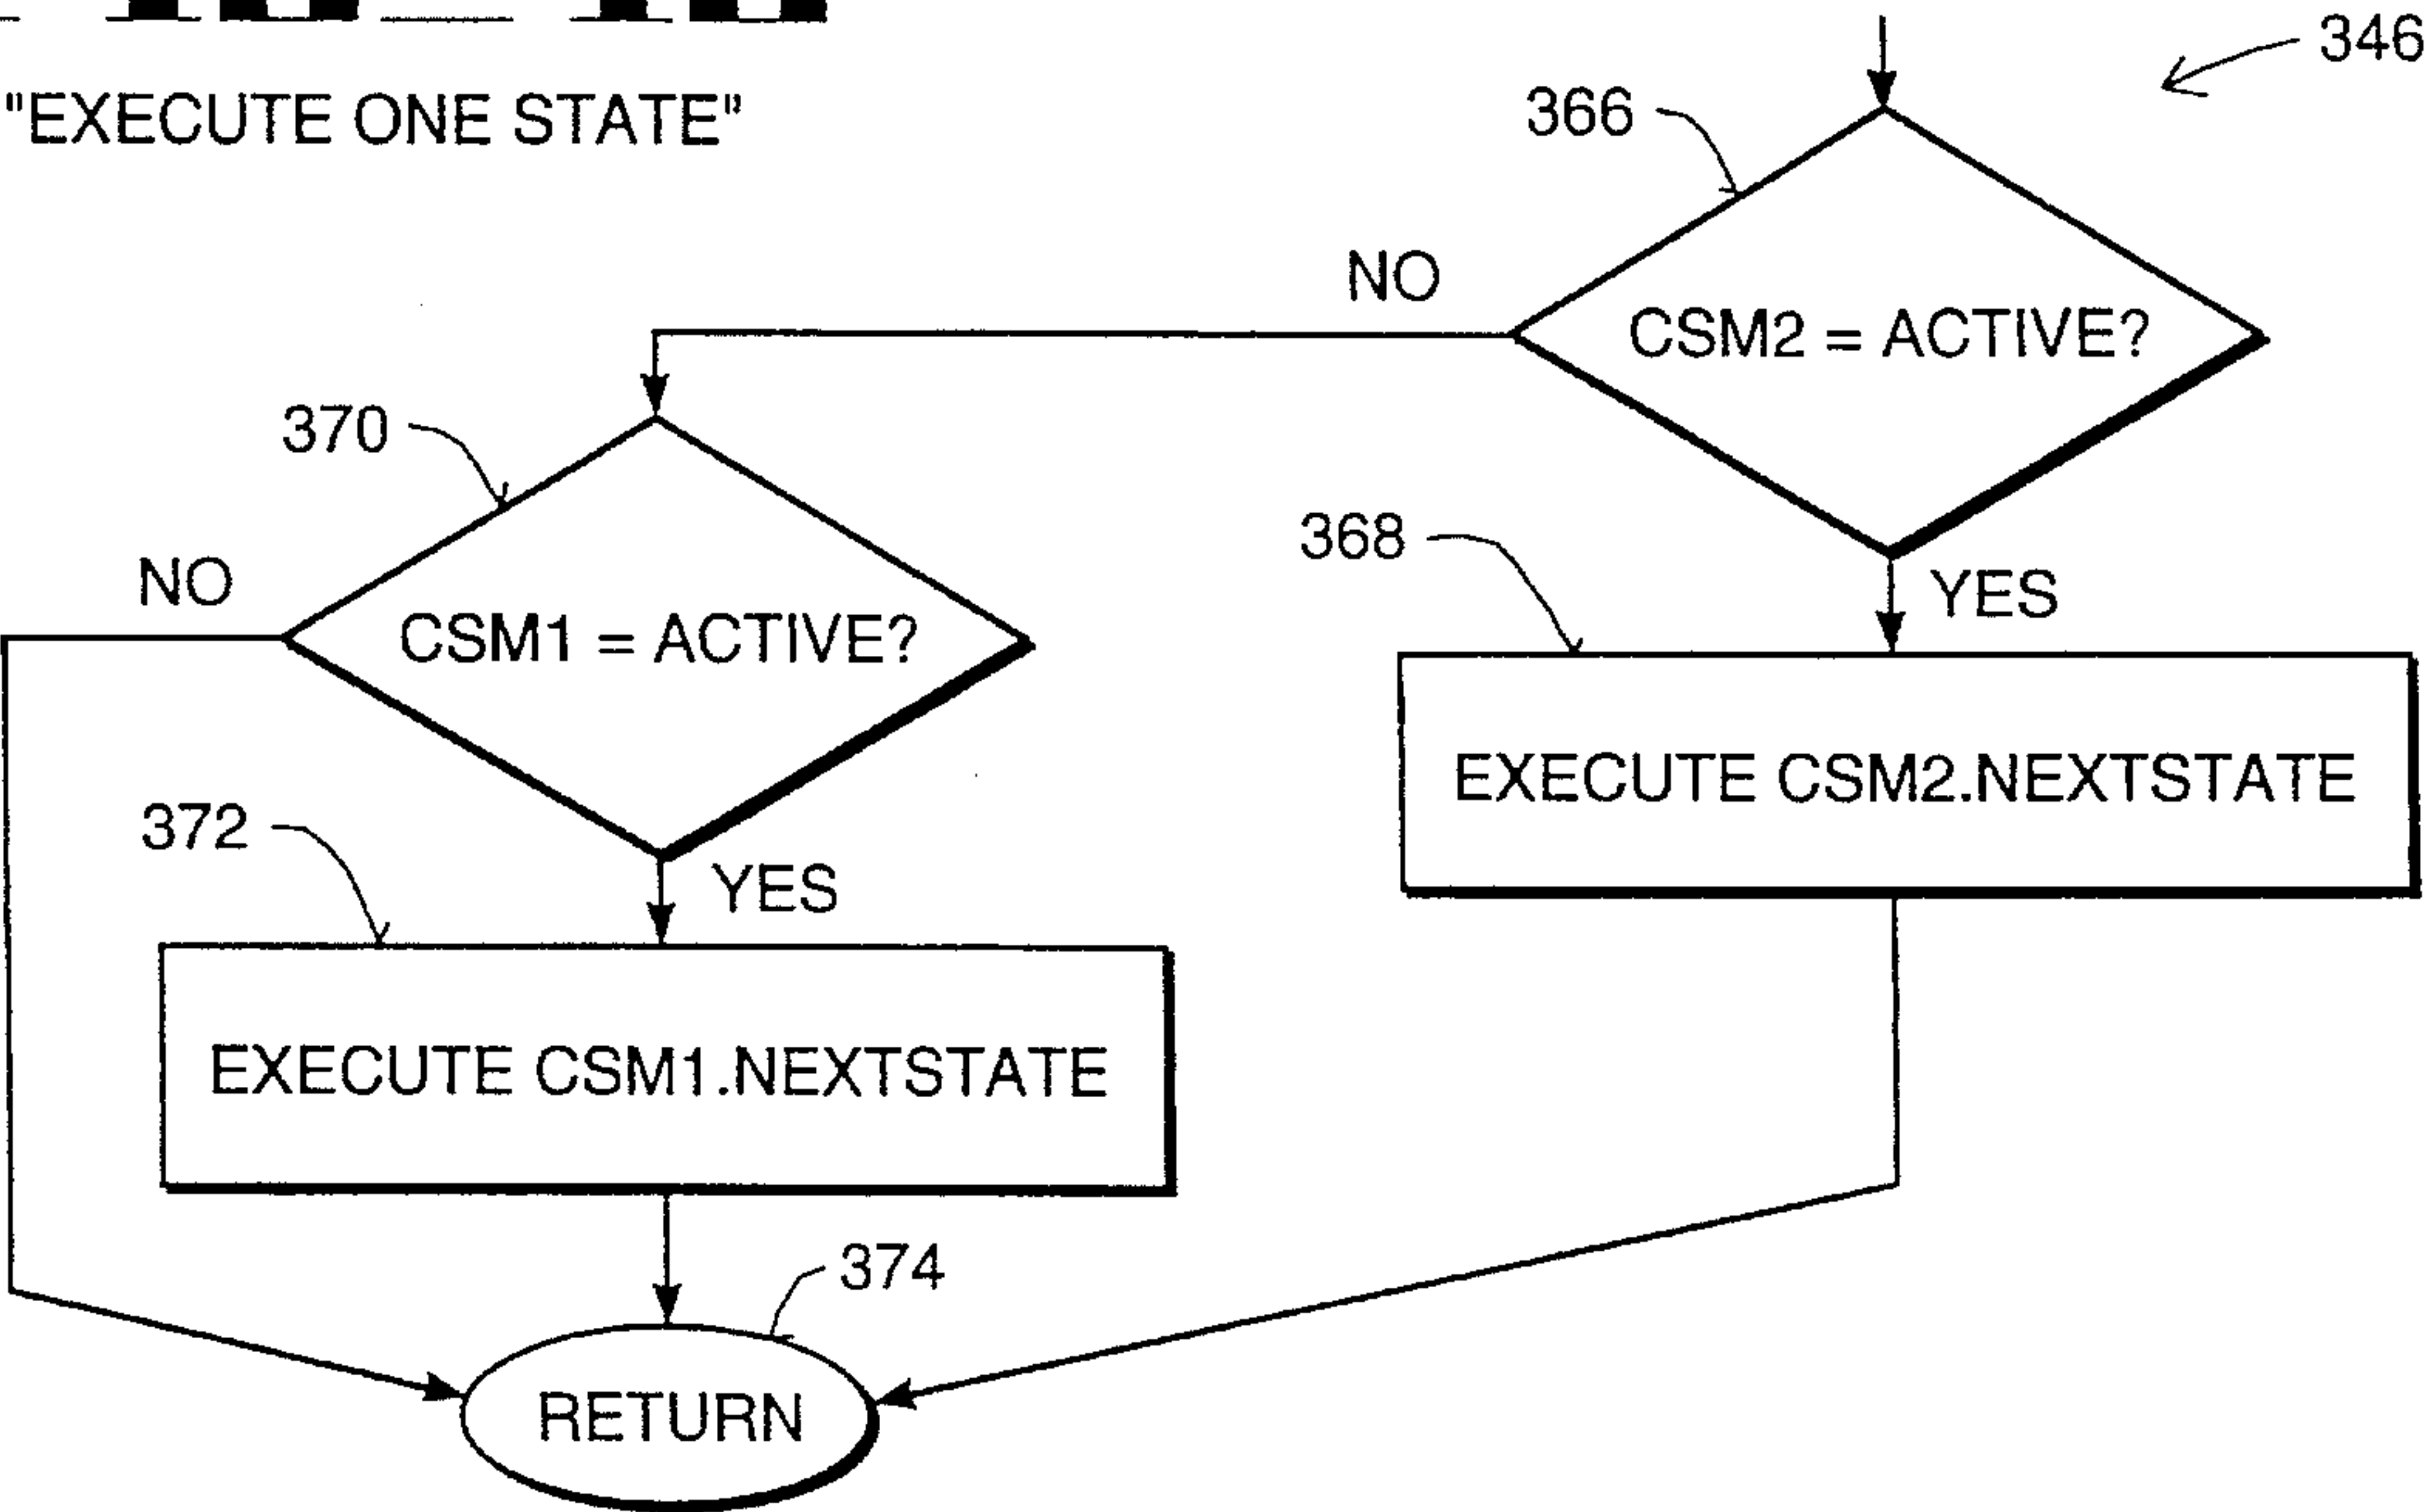 346
"EXECUTE ONE STATE"
366
NO
CSM2 = ACTIVE?
370
368
NO
YES
CSM1 = ACTIVE?
EXECUTE CSM2.NEXTSTATE
372
YES
EXECUTE CSM1.NEXTSTATE
374
RETURN